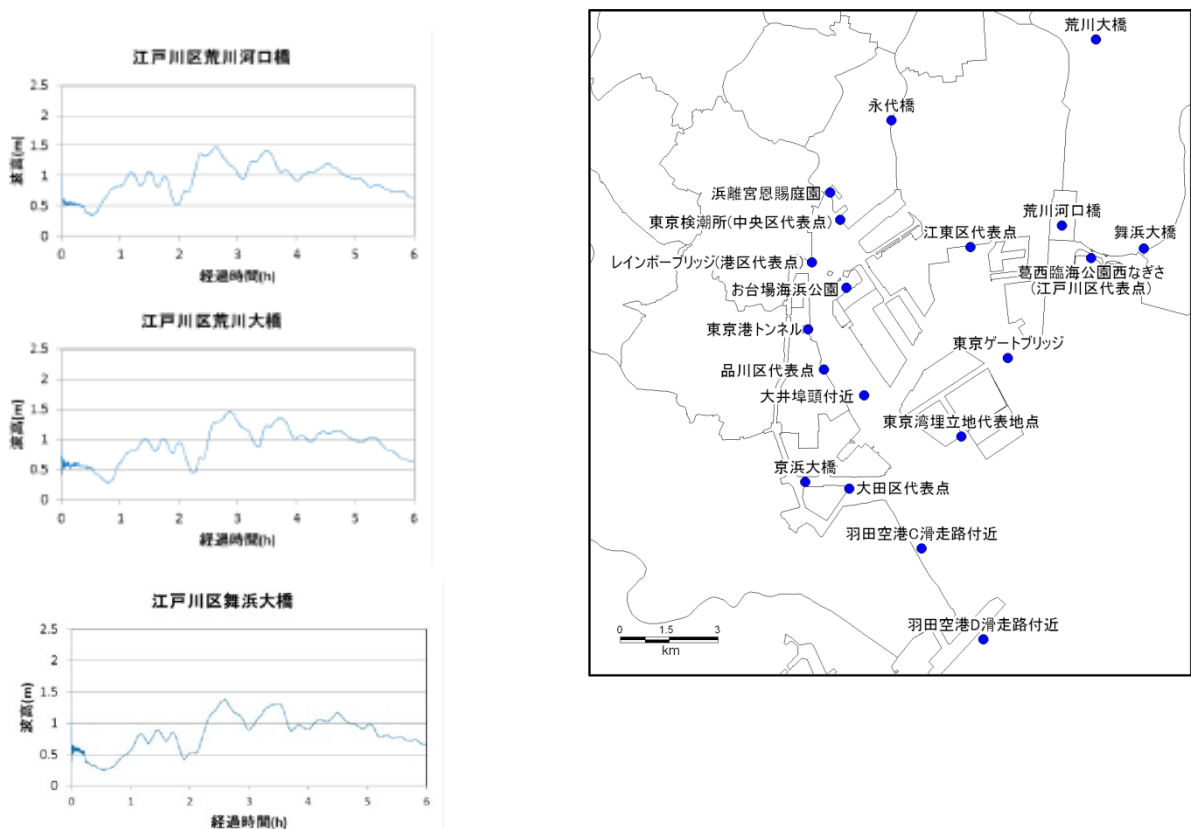 江戸川区荒川河口橋
2.5
2
1.5
1
0.5
0
波高(m)
0 1 2 3 4 5 6
経過時間(h)
江戸川区荒川大橋
2.5
2
1.5
1
0.5
0
波高(m)
0 1 2 3 4 5 6
経過時間(h)
江戸川区舞浜大橋
2.5
2
1.5
1
0.5
0
波高(m)
0 1 2 3 4 5 6
経過時間(h)
荒川大橋
永代橋
浜離宮恩賜庭園
東京検潮所(中央区代表点)
荒川河口橋
江東区代表点
舞浜大橋
レインボーブリッジ(港区代表点)
葛西臨海公園西なぎさ
(江戸川区代表点)
お台場海浜公園
東京港トンネル
東京ゲートブリッジ
品川区代表点
大井埠頭付近
東京湾埋立地代表地点
京浜大橋
大田区代表点
羽田空港C滑走路付近
羽田空港D滑走路付近
0 1.5 3
km